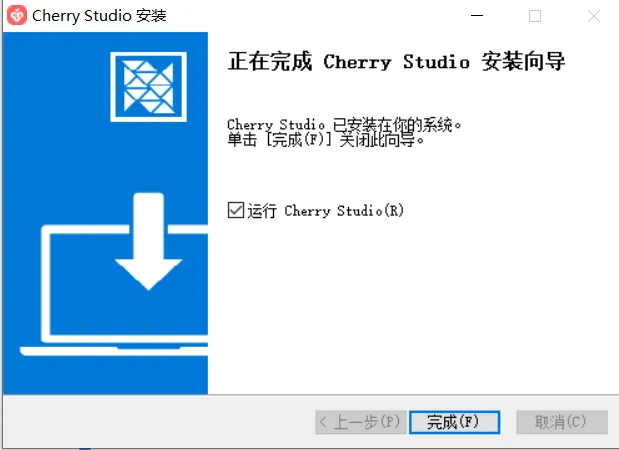 Cherry Studio 安装
正在完成 Cherry Studio 安装向导
Cherry Studio 已安装在你的系统。
单击 [完成(F)] 关闭此向导。
运行 Cherry Studio(R)
< 上一步(P)
完成(F)
取消(C)